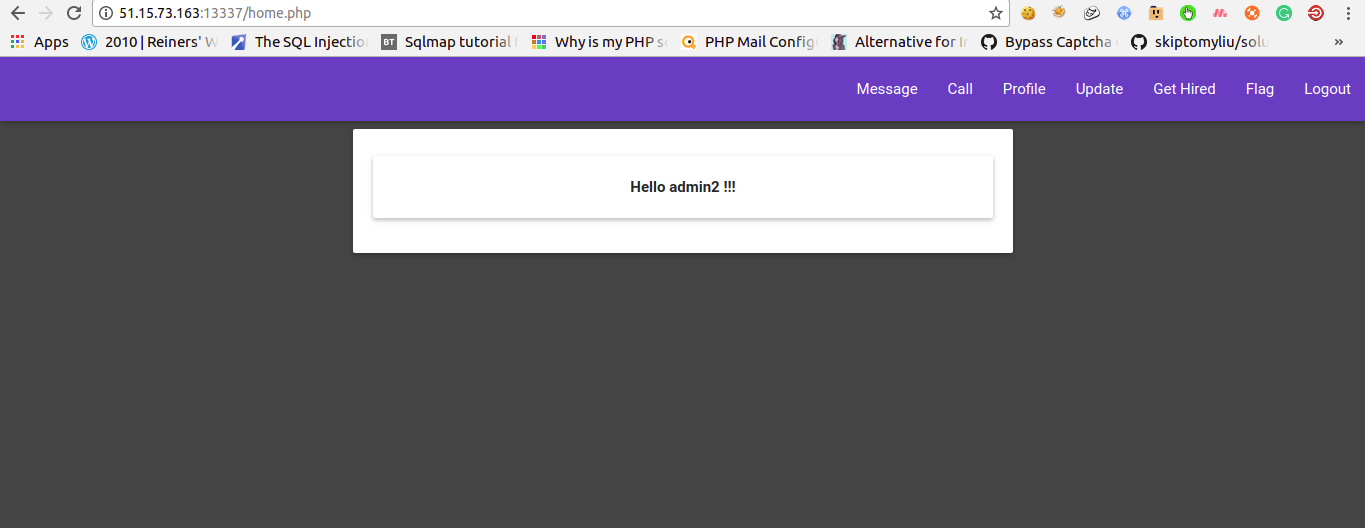 51.15.73.163:13337/home.php
Apps 2010 | Reiners' W The SQL Injectio BT Sqlmap tutorial Why is my PHP s PHP Mail Config Alternative for I Bypass Captcha skiptomyliu/solu »
Message Call Profile Update Get Hired Flag Logout
Hello admin2 !!!